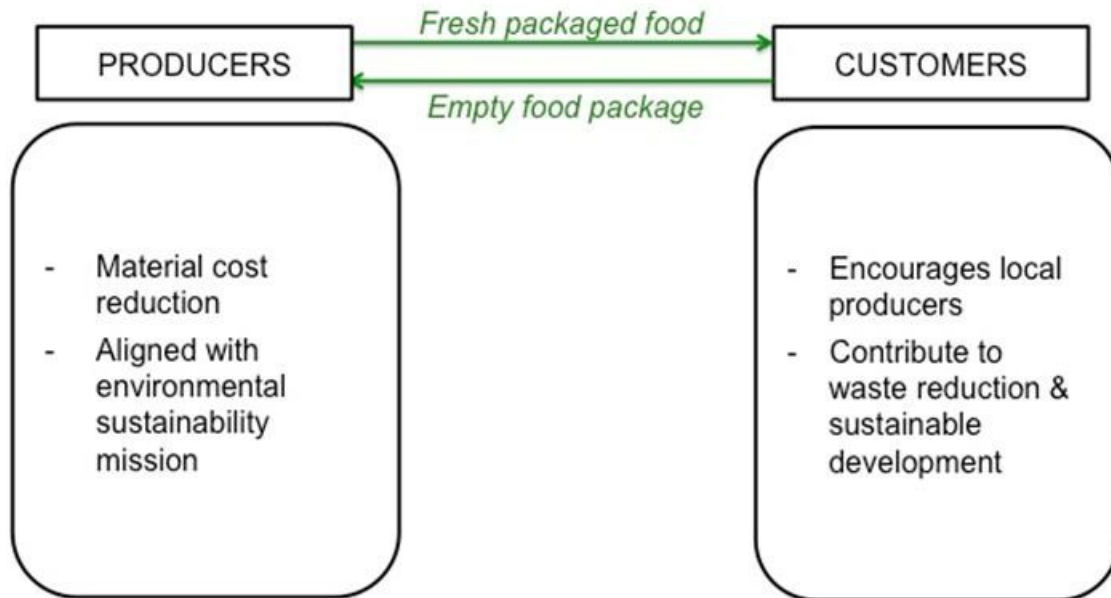 Fresh packaged food
PRODUCERS
CUSTOMERS
Empty food package
- Material cost
reduction
- Aligned with
environmental
sustainability
mission
- Encourages local
producers
- Contribute to
waste reduction &
sustainable
development